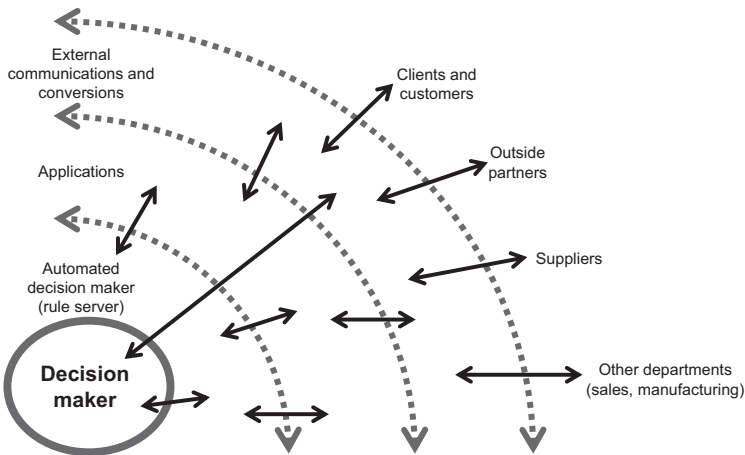 External
communications and
conversions
Clients and
customers
Applications
Outside
partners
Automated
decision maker
(rule server)
Suppliers
Decision
maker
Other departments
(sales, manufacturing)